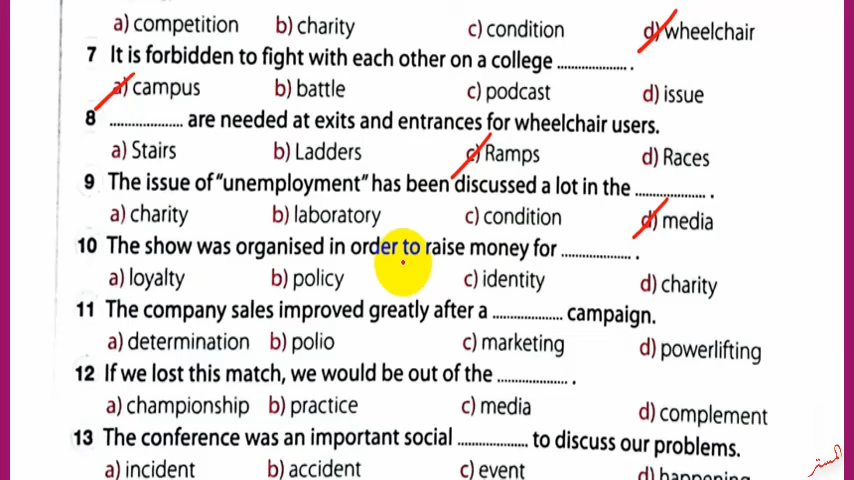 a) competition b) charity c) condition d) wheelchair
7 It is forbidden to fight with each other on a college .................... .
a) campus b) battle c) podcast d) issue
8 .................... are needed at exits and entrances for wheelchair users.
a) Stairs b) Ladders c) Ramps d) Races
9 The issue of "unemployment" has been discussed a lot in the .................... .
a) charity b) laboratory c) condition d) media
10 The show was organised in order to raise money for .................... .
a) loyalty b) policy c) identity d) charity
11 The company sales improved greatly after a .................... campaign.
a) determination b) polio c) marketing d) powerlifting
12 If we lost this match, we would be out of the .................... .
a) championship b) practice c) media d) complement
13 The conference was an important social .................... to discuss our problems.
a) incident b) accident c) event d) happening
المستر